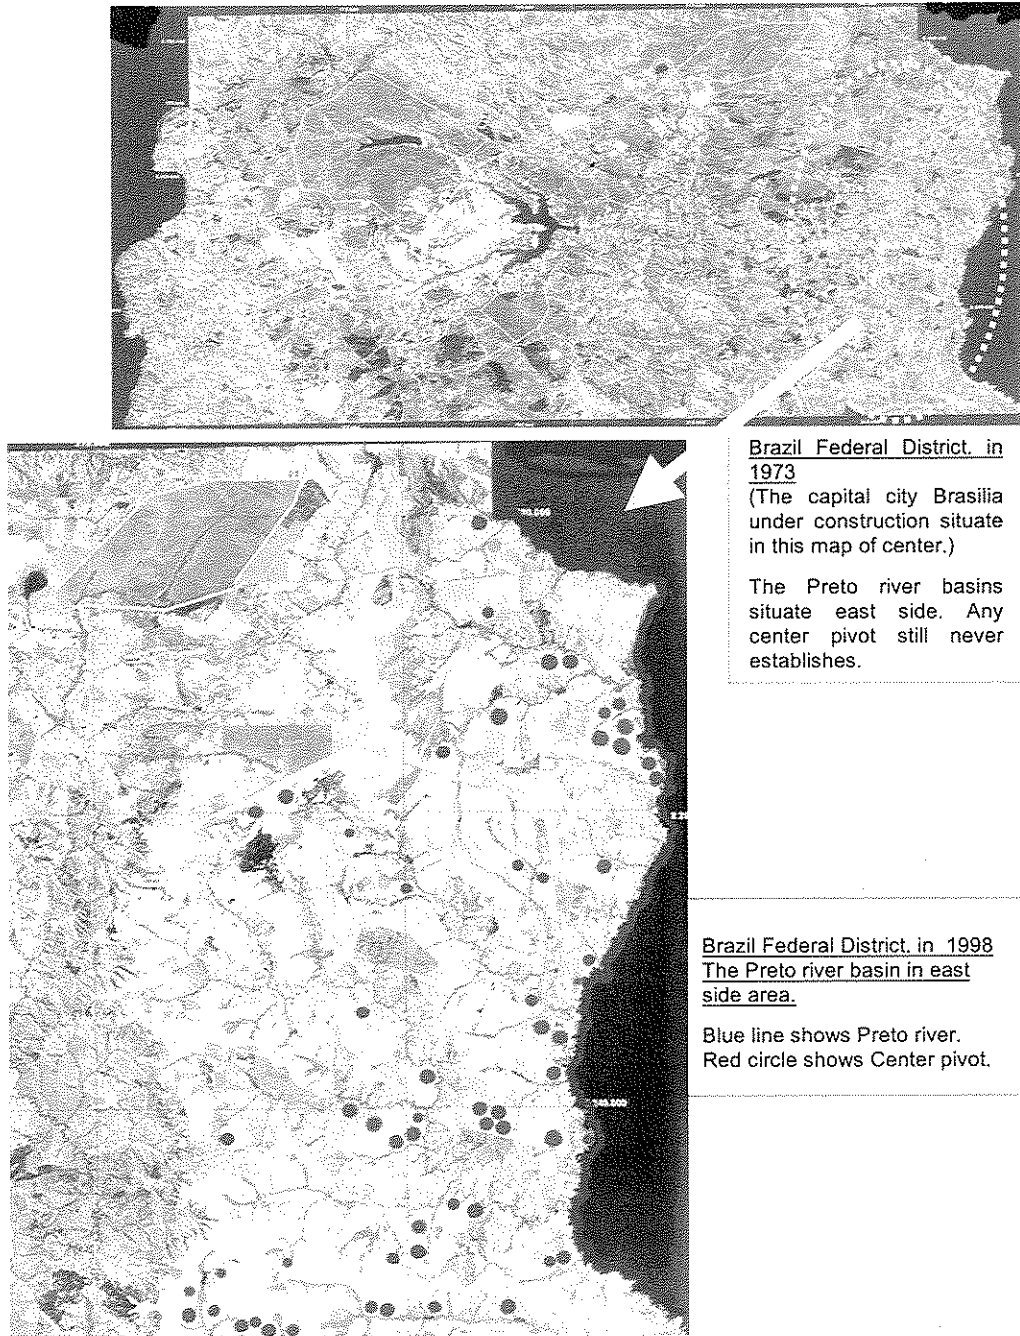 Brazil Federal District. in
1973
(The capital city Brasilia
under construction situate
in this map of center.)
The Preto river basins
situate east side. Any
center pivot still never
establishes.
Brazil Federal District. in 1998
The Preto river basin in east
side area.
Blue line shows Preto river.
Red circle shows Center pivot.